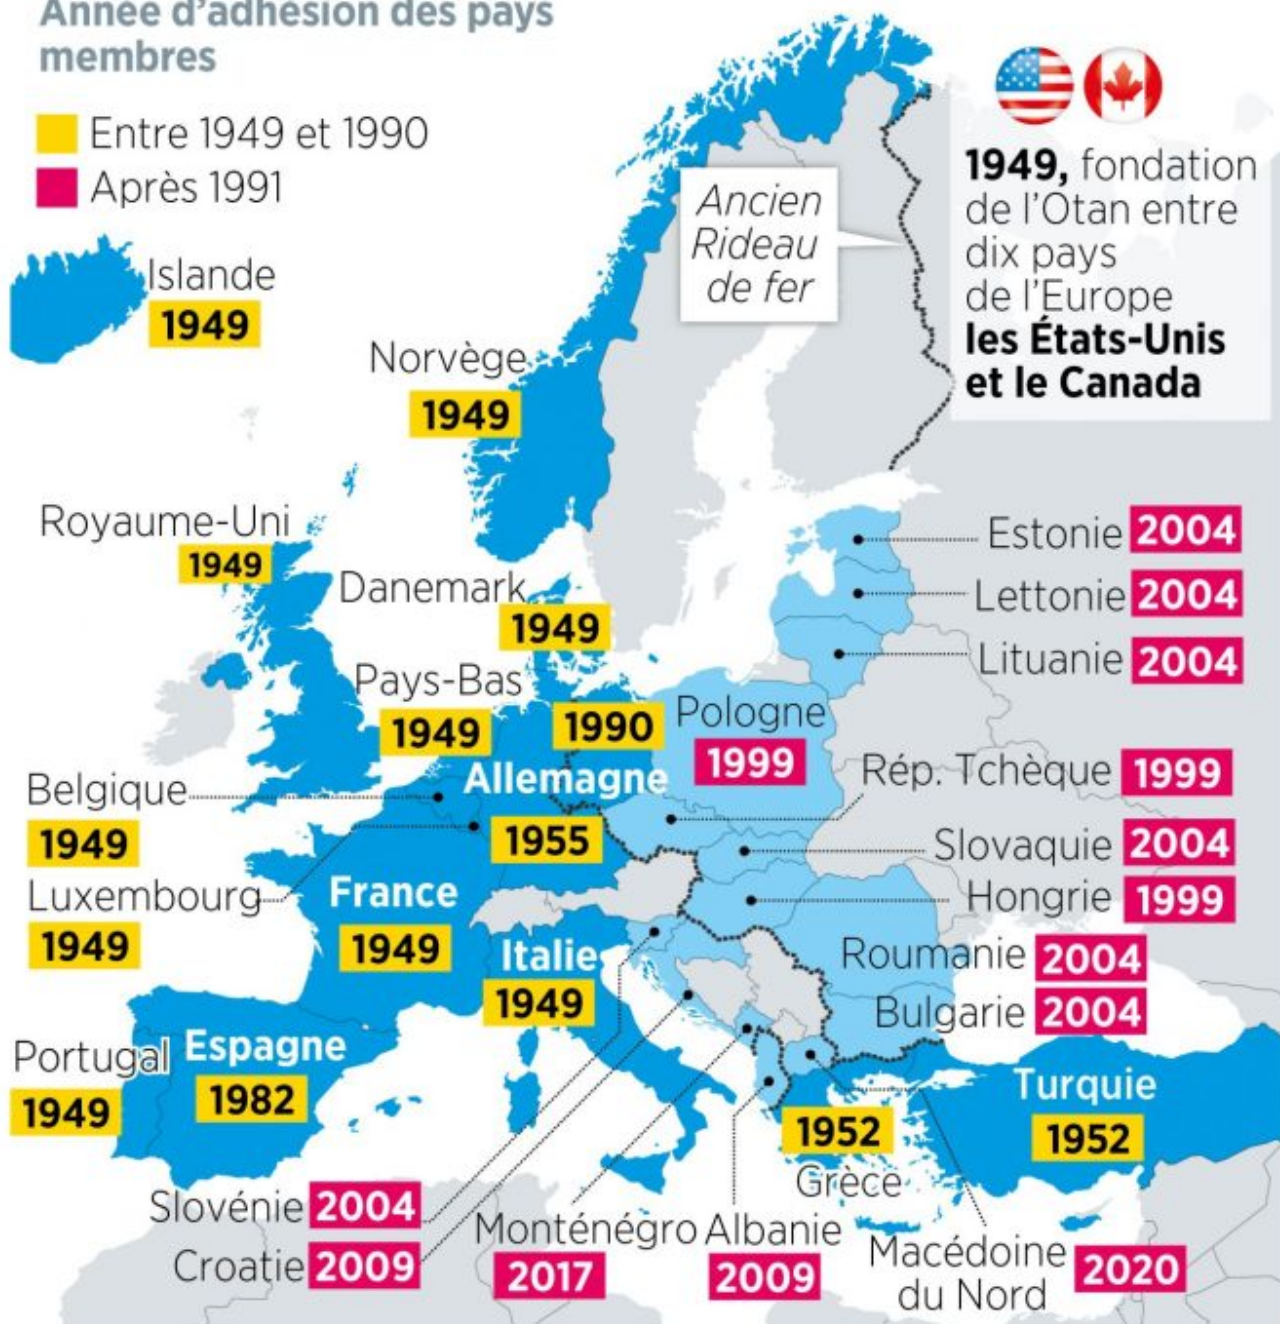 Année d'adhésion des pays
membres
Entre 1949 et 1990
Après 1991
1949, fondation
de l'Otan entre
dix pays
de l'Europe
les États-Unis
et le Canada
Ancien
Rideau
de fer
Islande
1949
Norvège
1949
Royaume-Uni
1949
Danemark
1949
Pays-Bas
1949
1990
Allemagne
1955
Pologne
1999
Estonie 2004
Lettonie 2004
Lituanie 2004
Rép. Tchèque 1999
Slovaquie 2004
Hongrie 1999
Roumanie 2004
Bulgarie 2004
Belgique
1949
Luxembourg
1949
France
1949
Italie
1949
Portugal
1949
Espagne
1982
Turquie
1952
1952
Grèce
Slovénie 2004
Croatie 2009
Monténégro
2017
Albanie
2009
Macédoine
du Nord
2020